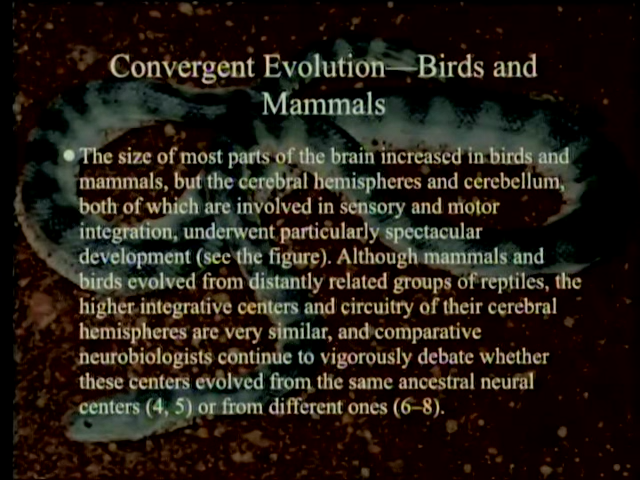 Convergent Evolution—Birds and
Mammals
• The size of most parts of the brain increased in birds and
mammals, but the cerebral hemispheres and cerebellum,
both of which are involved in sensory and motor
integration, underwent particularly spectacular
development (see the figure). Although mammals and
birds evolved from distantly related groups of reptiles, the
higher integrative centers and circuitry of their cerebral
hemispheres are very similar, and comparative
neurobiologists continue to vigorously debate whether
these centers evolved from the same ancestral neural
centers (4, 5) or from different ones (6–8).